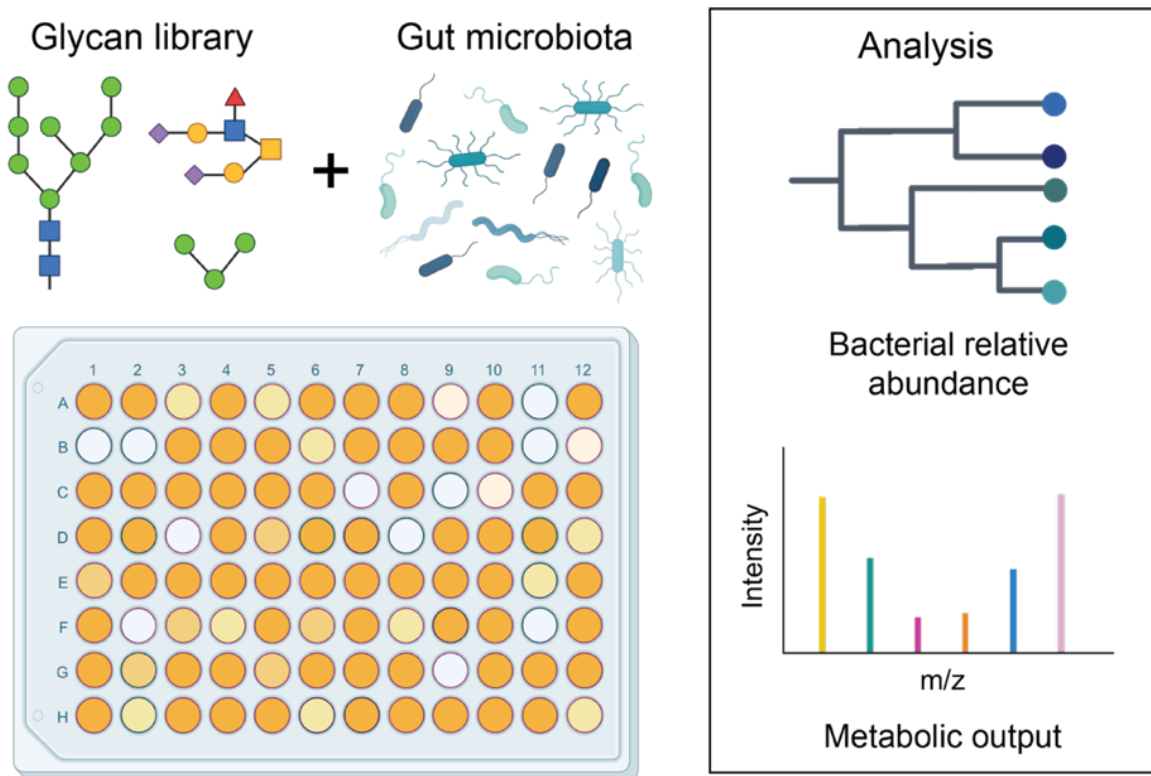 Glycan library
Gut microbiota
+
1 2 3 4 5 6 7 8 9 10 11 12
A
B
C
D
E
F
G
H
Analysis
Bacterial relative
abundance
Intensity
m/z
Metabolic output